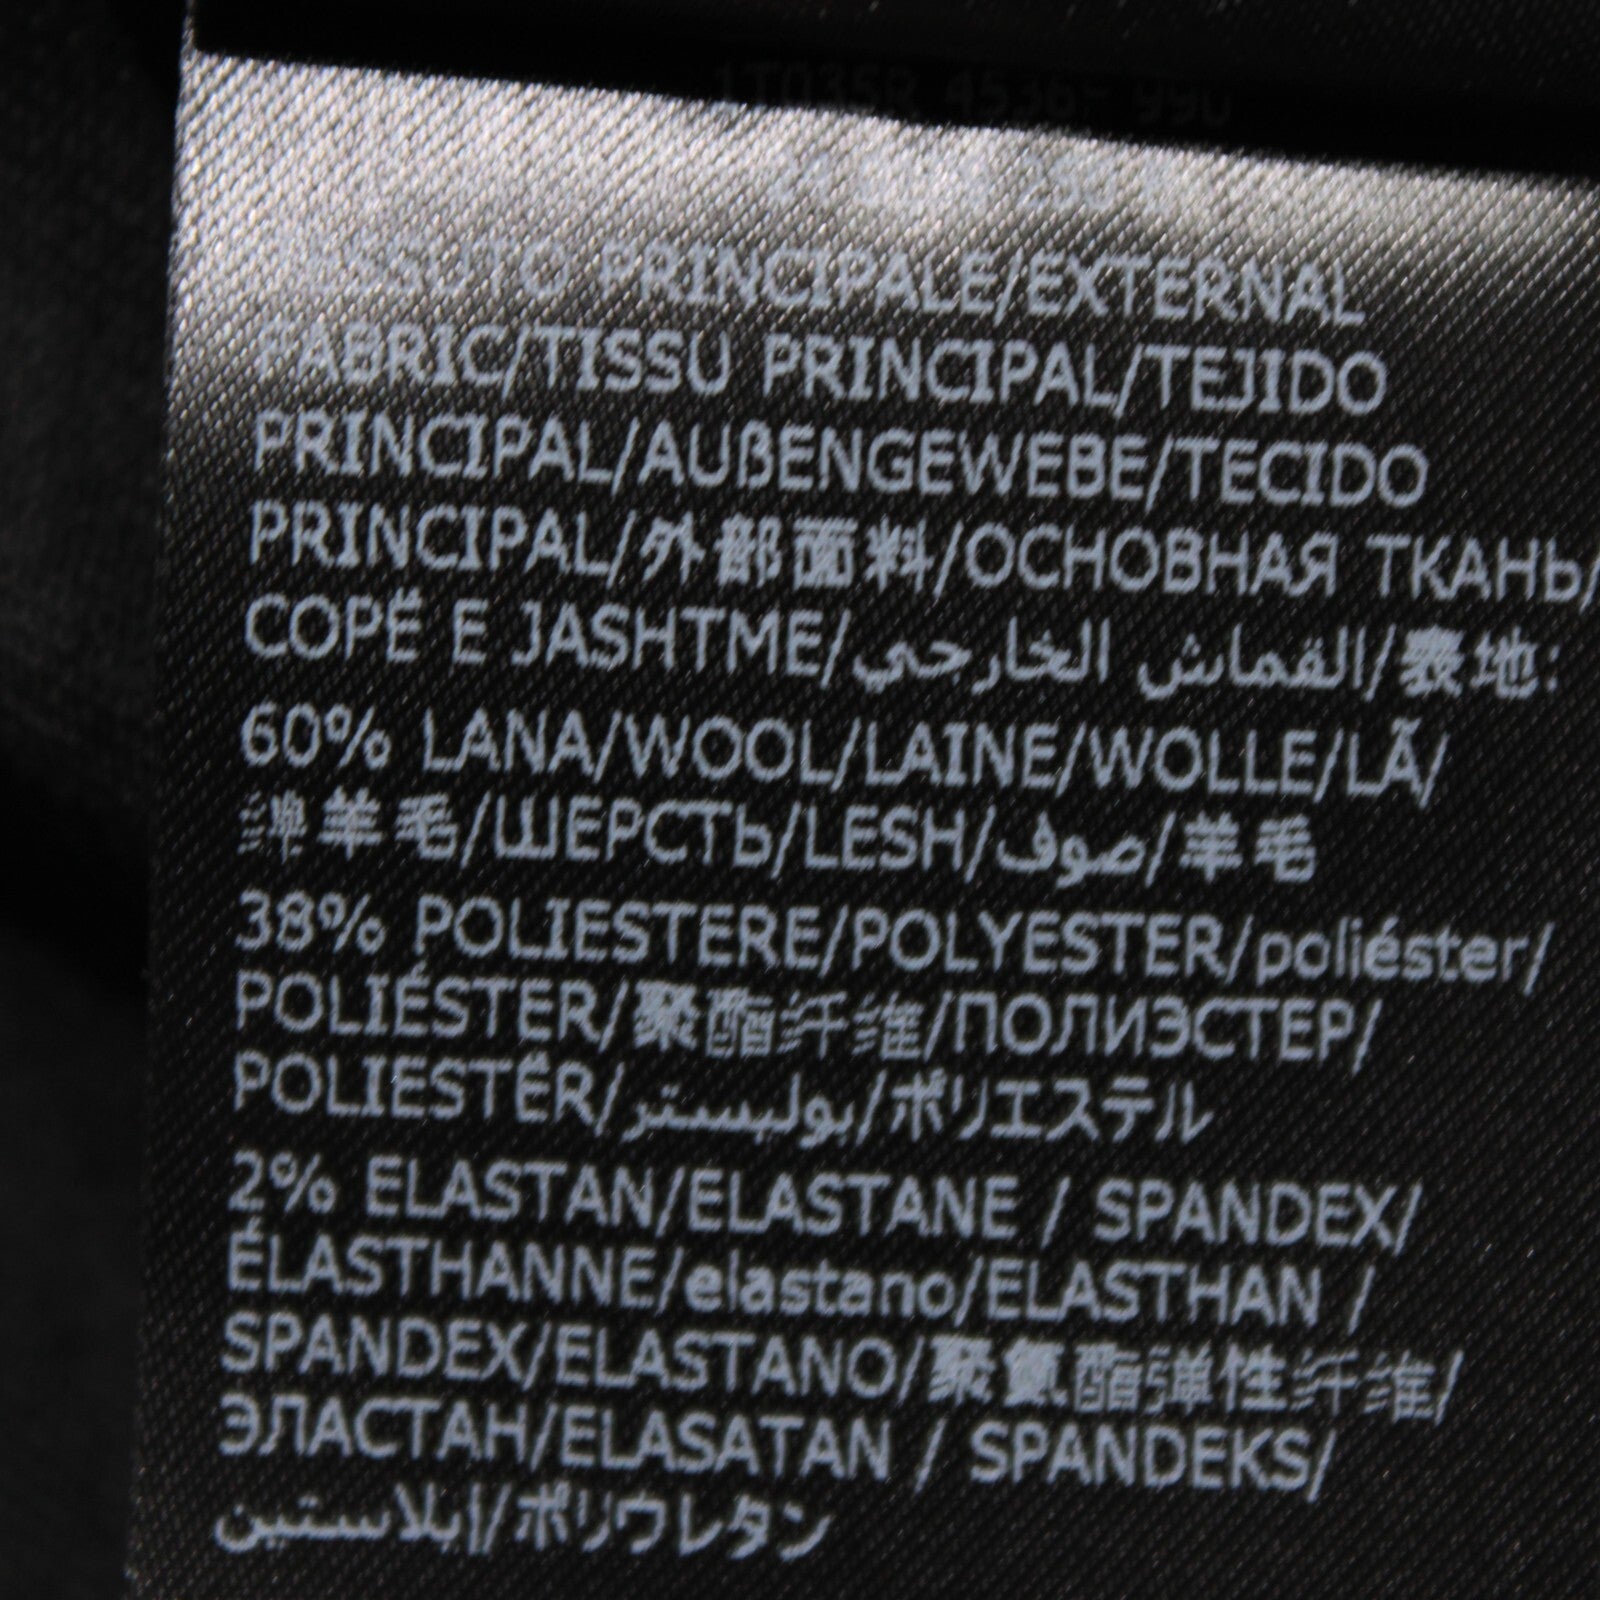 TESSUTO PRINCIPALE/EXTERNAL
FABRIC/TISSU PRINCIPAL/TEJIDO
PRINCIPAL/AUßENGEWEBE/TECIDO
PRINCIPAL/外部面料/ОСНОВНАЯ ТКАНЬ/
COPÉ E JASHTME/القماش الخارجي/表地:
60% LANA/WOOL/LAINE/WOLLE/LÃ/
绵羊毛/ШЕРСТЬ/LESH/صوف/羊毛
38% POLIESTERE/POLYESTER/poliéster/
POLIÉSTER/聚酯纤维/ПОЛИЭСТЕР/
POLIESTËR/بوليستر/ポリエステル
2% ELASTAN/ELASTANE / SPANDEX/
ÉLASTHANNE/elastano/ELASTHAN /
SPANDEX/ELASTANO/聚氨酯弹性纤维/
ЭЛАСТАН/ELASATAN / SPANDEKS/
إيلاستين/ポリウレタン